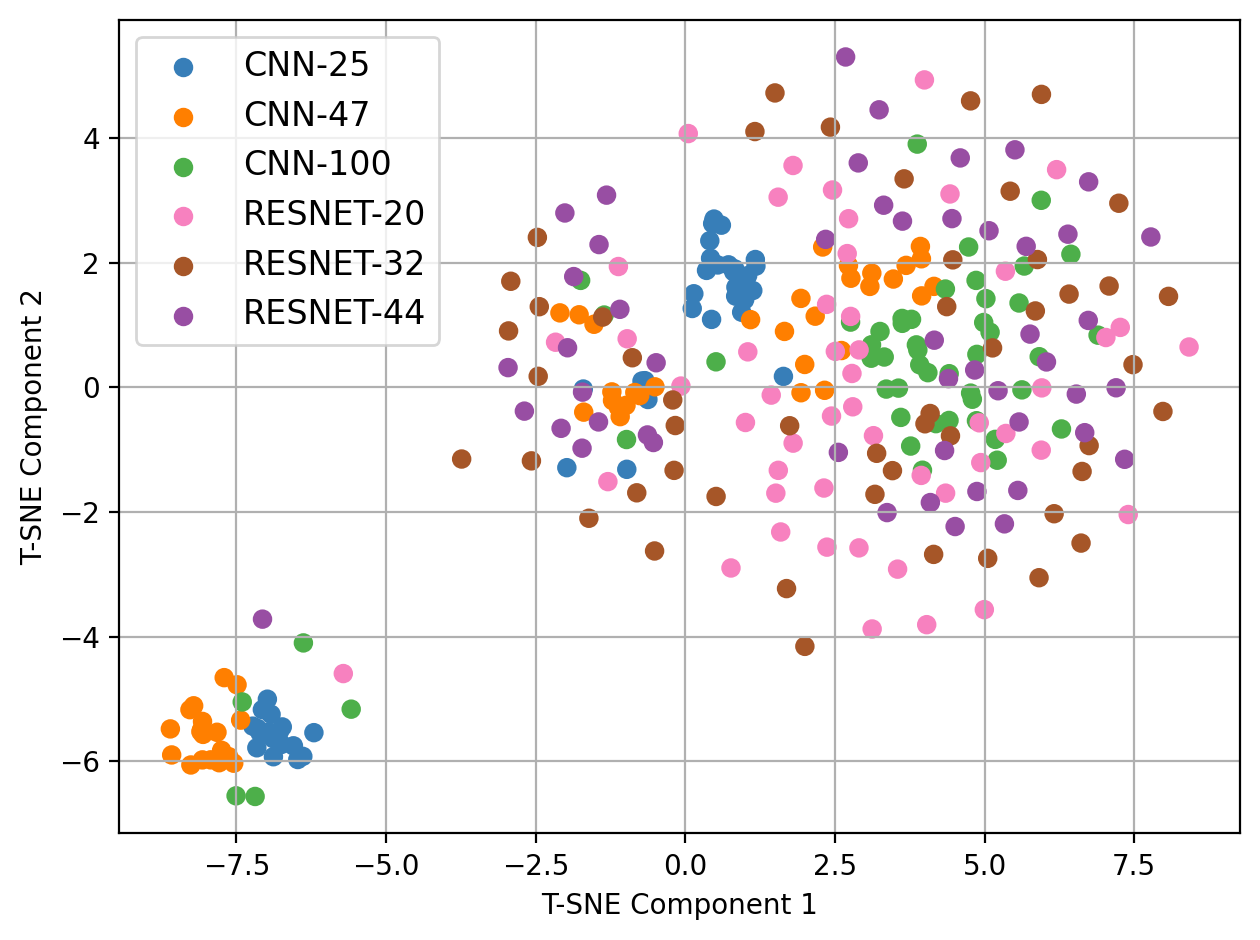 CNN-25
CNN-47
CNN-100
RESNET-20
RESNET-32
RESNET-44
4
2
0
−2
−4
−6
T-SNE Component 2
−7.5 −5.0 −2.5 0.0 2.5 5.0 7.5
T-SNE Component 1